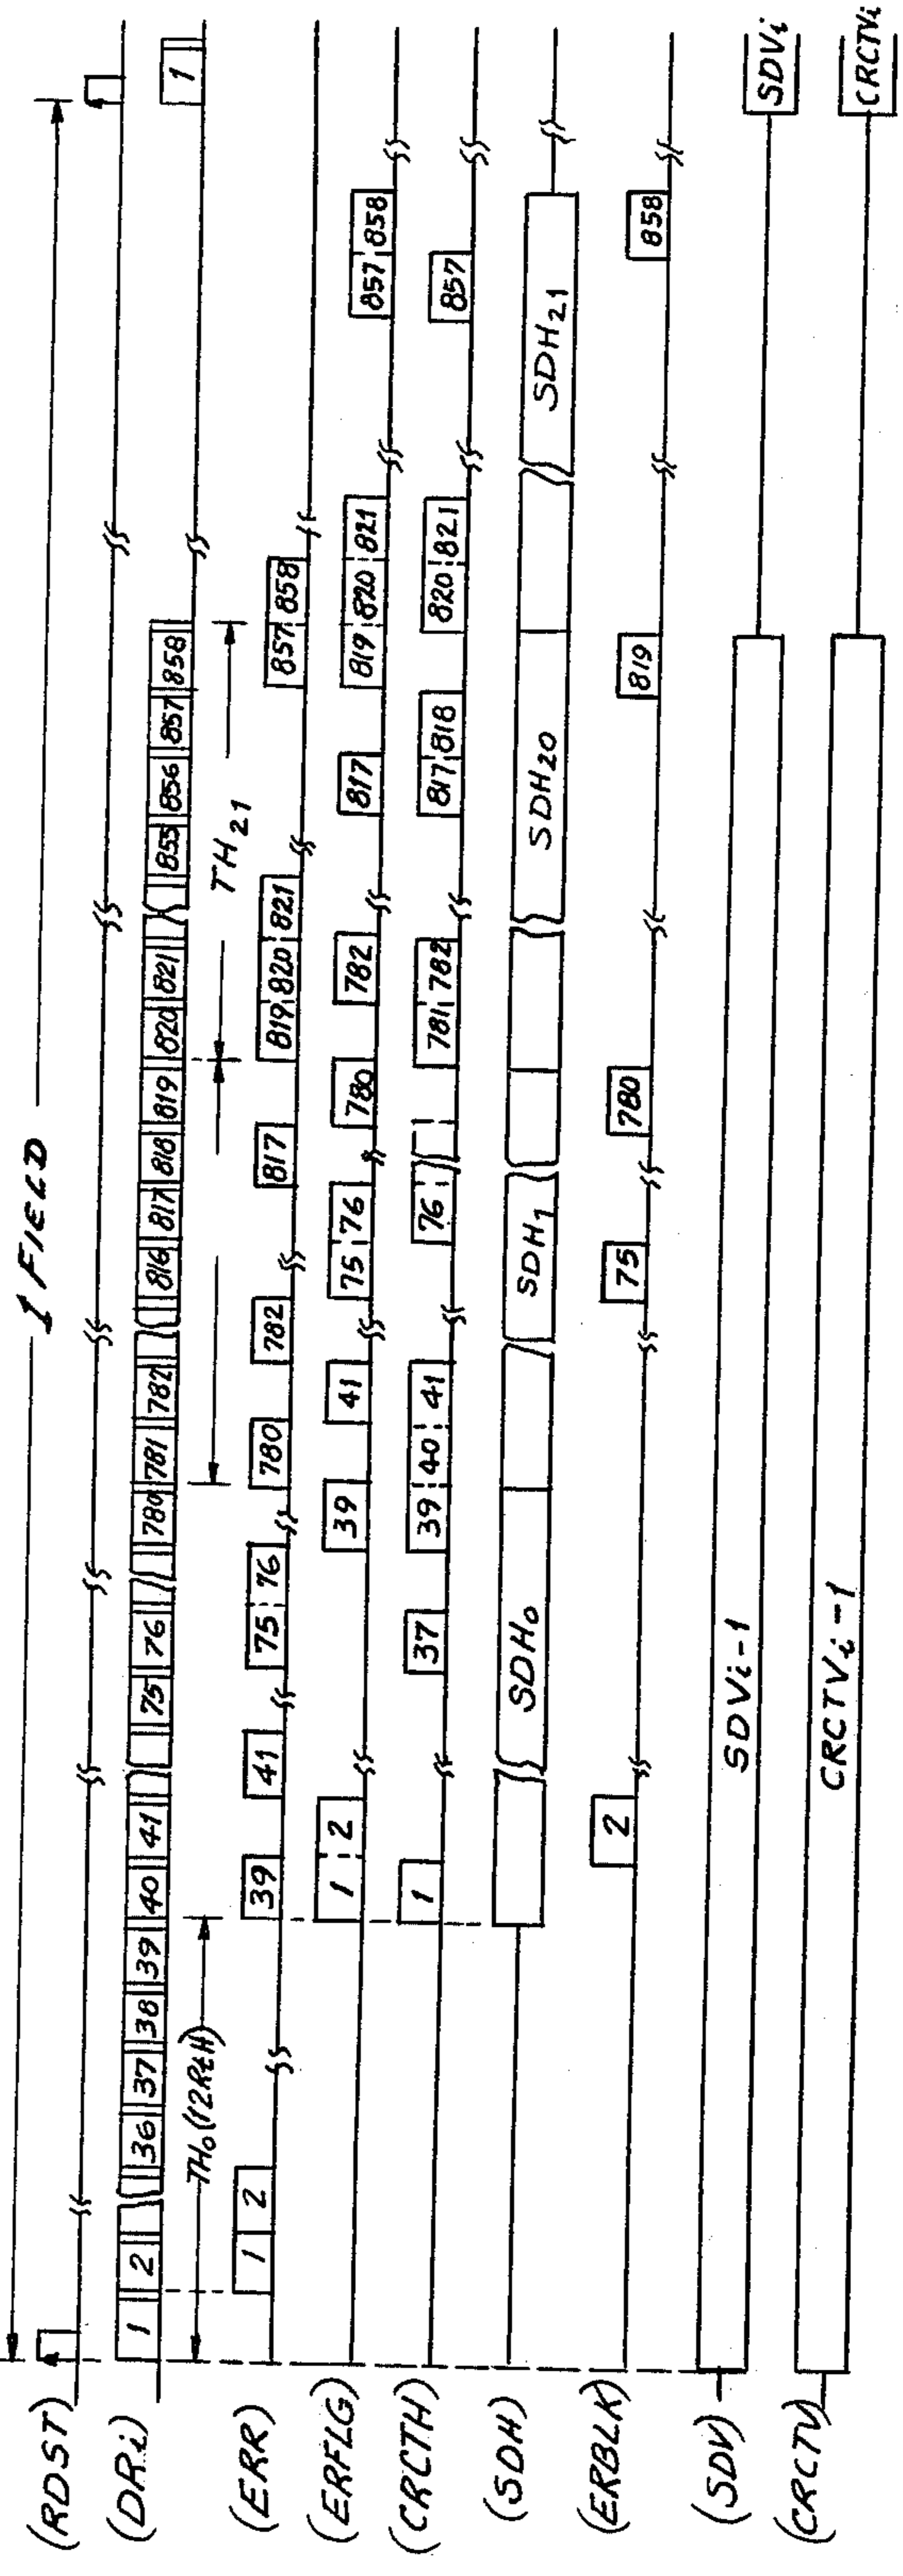 1 FIELD
(RDST)
(DRi) 1 2 36 37 38 39 40 41 75 76 780 781 782 816 817 818 819 820 821 855 856 857 858 1
TH0(12RtH) TH21
(ERR) 1 2 39 41 75 76 780 782 817 819 820 821 857 858
(ERFLG) 1 2 39 41 75 76 780 782 817 819 820 821 857 858
(CRCTH) 1 37 39 40 41 76 781 782 817 818 820 821 857
(SDH) SDH0 SDH1 SDH20 SDH21
(ERBLK) 2 75 780 819 858
(SDV) SDVi-1 SDVi
(CRCTV) CRCTVi-1 CRCTVi